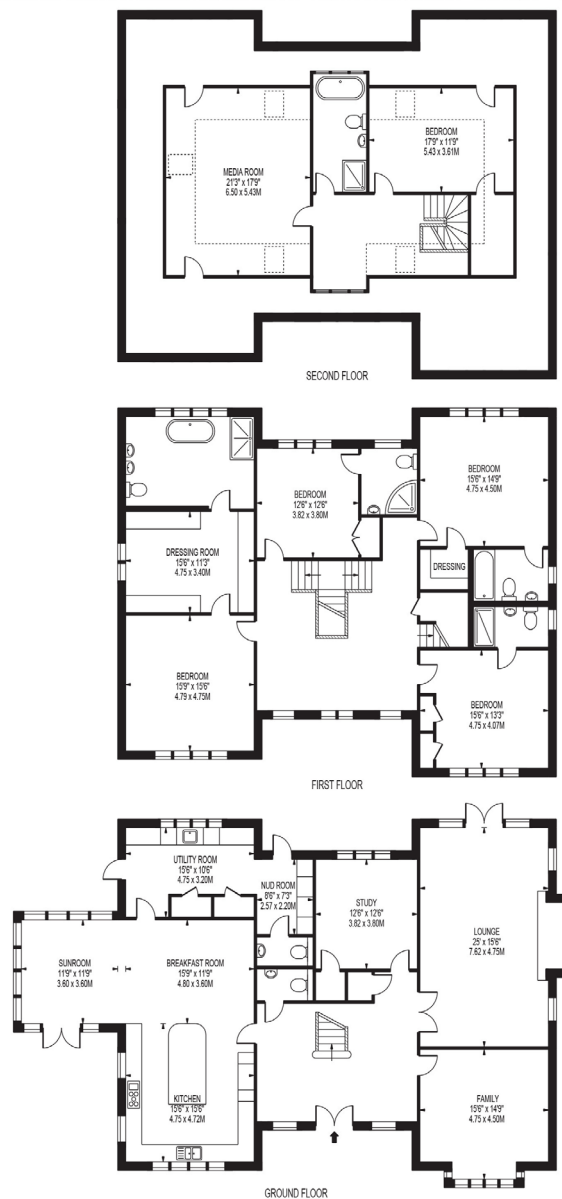 BEDROOM
17'9" x 11'9"
5.43 x 3.61M
MEDIA ROOM
21'3" x 17'9"
6.50 x 5.43M
SECOND FLOOR
BEDROOM
15'6" x 14'9"
4.75 x 4.50M
BEDROOM
12'6" x 12'6"
3.82 x 3.80M
DRESSING ROOM
15'6" x 11'3"
4.75 x 3.40M
DRESSING
BEDROOM
15'9" x 15'6"
4.79 x 4.75M
BEDROOM
15'6" x 13'3"
4.75 x 4.07M
FIRST FLOOR
UTILITY ROOM
15'6" x 10'6"
4.75 x 3.20M
NUD ROOM
8'6" x 7'3"
2.57 x 2.20M
STUDY
12'6" x 12'6"
3.82 x 3.80M
LOUNGE
25' x 15'6"
7.62 x 4.75M
SUNROOM
11'9" x 11'9"
3.60 x 3.60M
BREAKFAST ROOM
15'9" x 11'9"
4.80 x 3.60M
KITCHEN
15'6" x 15'6"
4.75 x 4.72M
FAMILY
15'6" x 14'9"
4.75 x 4.50M
GROUND FLOOR